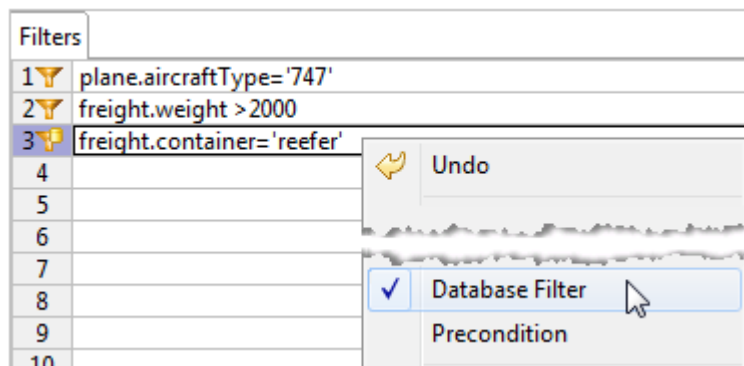 Filters
1 plane.aircraftType='747'
2 freight.weight >2000
3 freight.container='reefer'
Undo
4
5
6
7
8
Database Filter
9
Precondition
10